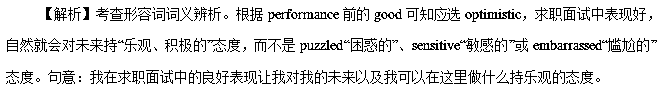 【解析】考查形容词词义辨析。根据 performance 前的 good 可知应选 optimistic，求职面试中表现好，
自然就会对未来持“乐观、积极的”态度，而不是 puzzled“困惑的”、sensitive“敏感的”或 embarrassed“尴尬的”
态度。句意：我在求职面试中的良好表现让我对我的未来以及我可以在这里做什么持乐观的态度。